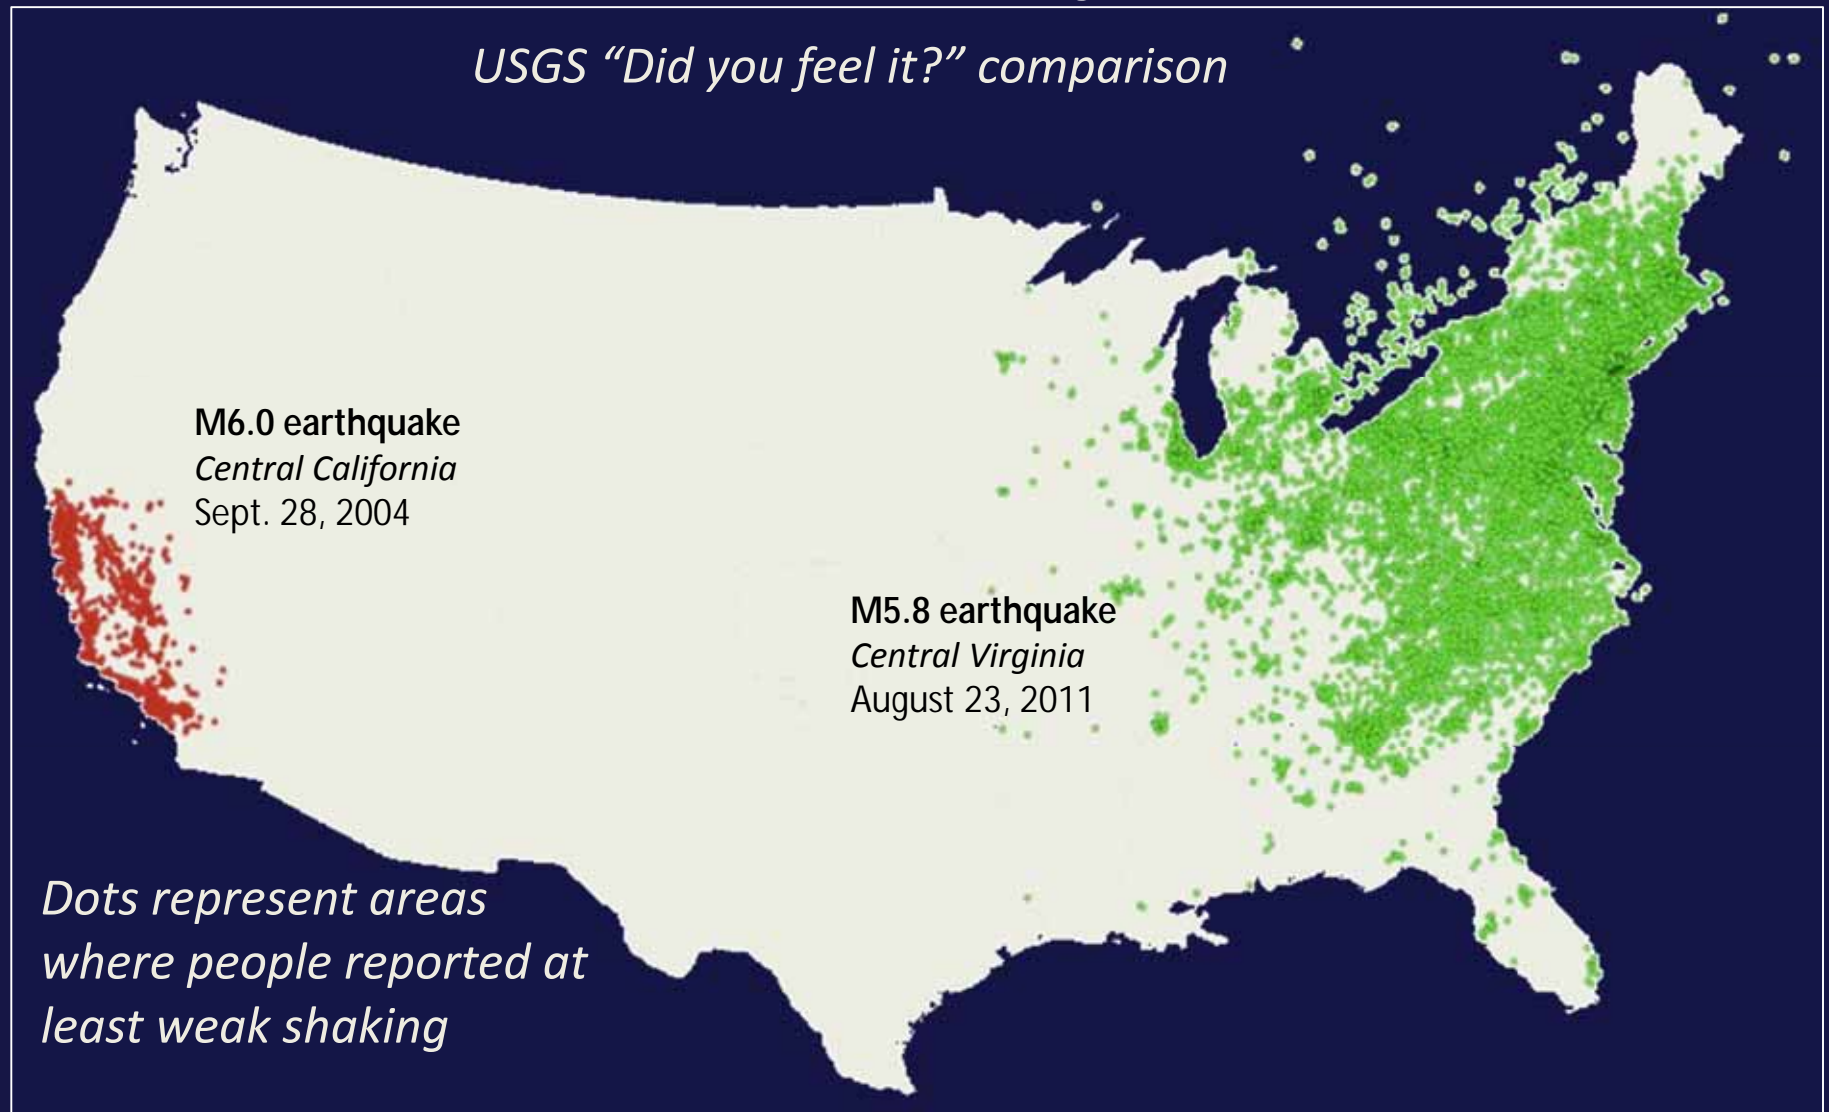 USGS “Did you feel it?” comparison
M6.0 earthquake
Central California
Sept. 28, 2004
M5.8 earthquake
Central Virginia
August 23, 2011
Dots represent areas
where people reported at
least weak shaking